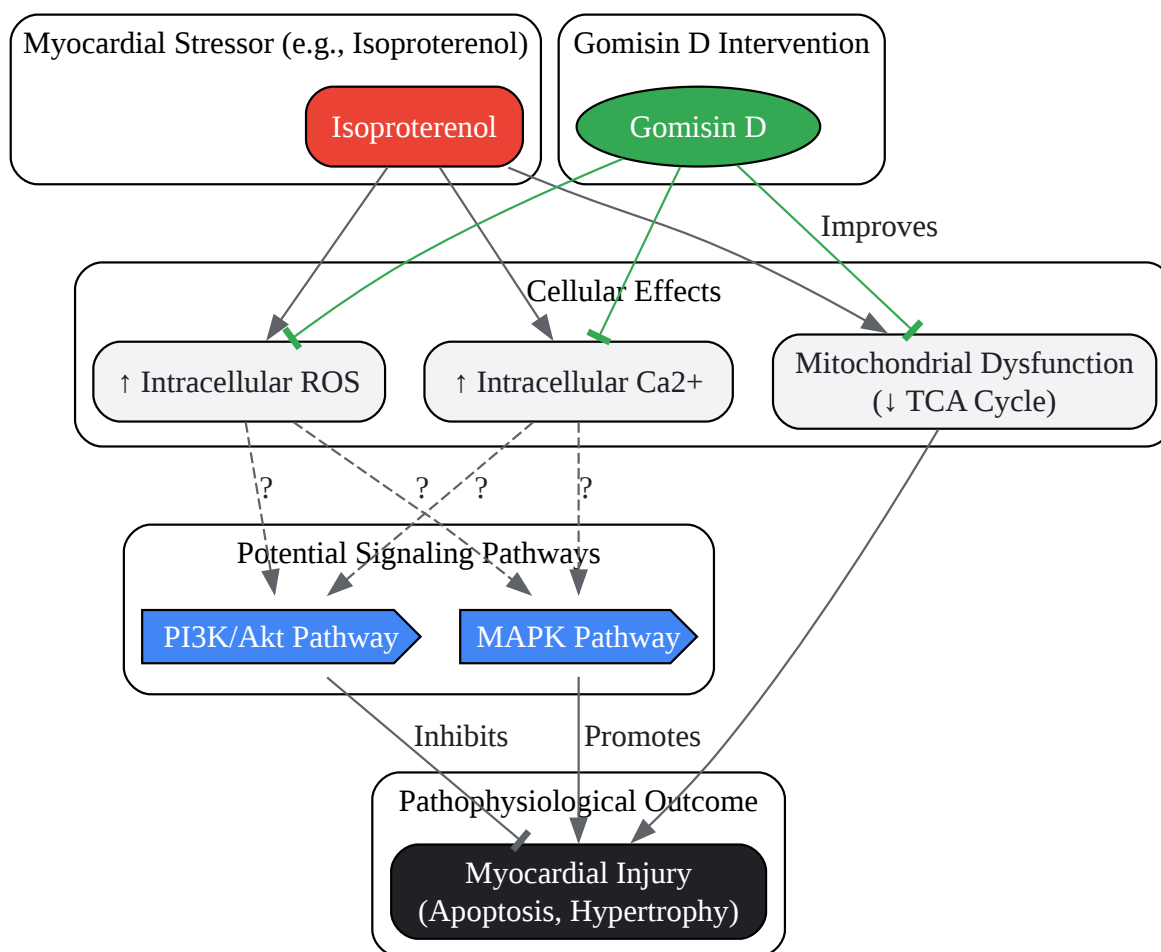 Myocardial Stressor (e.g., Isoproterenol)
Gomisin D Intervention
Isoproterenol
Gomisin D
Improves
Cellular Effects
↑ Intracellular ROS
↑ Intracellular Ca2+
Mitochondrial Dysfunction
(↓ TCA Cycle)
?
?
?
?
Potential Signaling Pathways
PI3K/Akt Pathway
MAPK Pathway
Inhibits
Promotes
Pathophysiological Outcome
Myocardial Injury
(Apoptosis, Hypertrophy)